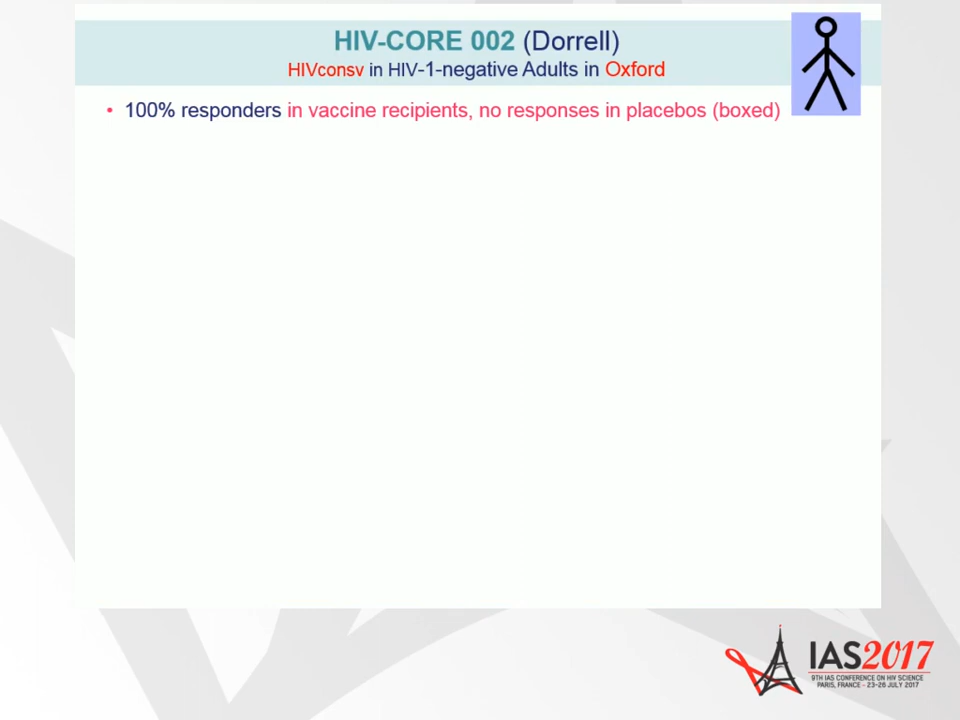 HIV-CORE 002 (Dorrell)
HIVconsv in HIV-1-negative Adults in Oxford
• 100% responders in vaccine recipients, no responses in placebos (boxed)
IAS2017
9TH IAS CONFERENCE ON HIV SCIENCE
PARIS, FRANCE - 23-26 JULY 2017